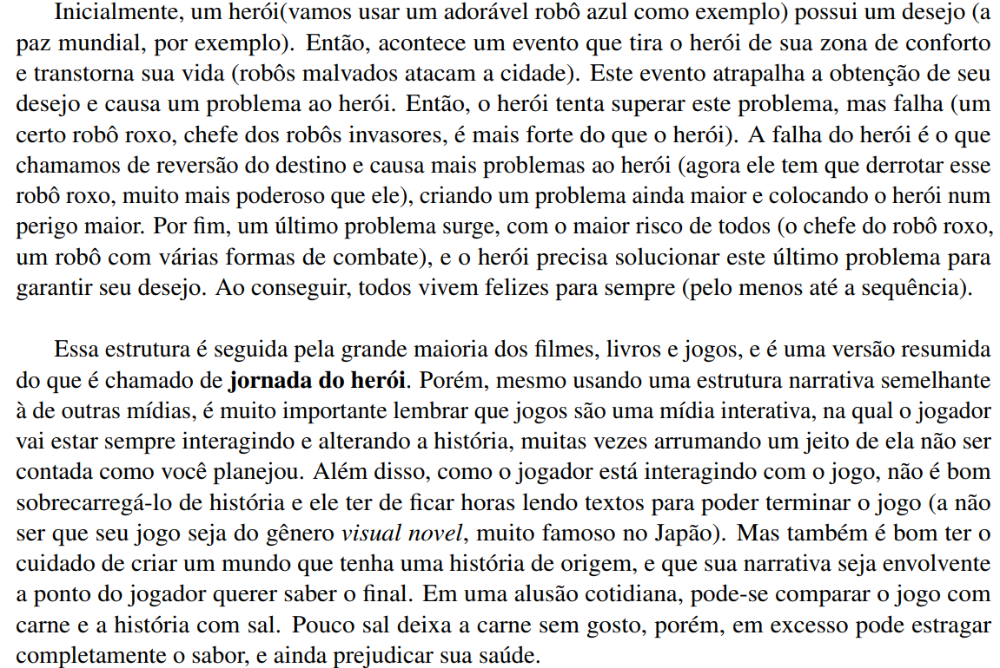 Inicialmente, um herói(vamos usar um adorável robô azul como exemplo) possui um desejo (a
paz mundial, por exemplo). Então, acontece um evento que tira o herói de sua zona de conforto
e transtorna sua vida (robôs malvados atacam a cidade). Este evento atrapalha a obtenção de seu
desejo e causa um problema ao herói. Então, o herói tenta superar este problema, mas falha (um
certo robô roxo, chefe dos robôs invasores, é mais forte do que o herói). A falha do herói é o que
chamamos de reversão do destino e causa mais problemas ao herói (agora ele tem que derrotar esse
robô roxo, muito mais poderoso que ele), criando um problema ainda maior e colocando o herói num
perigo maior. Por fim, um último problema surge, com o maior risco de todos (o chefe do robô roxo,
um robô com várias formas de combate), e o herói precisa solucionar este último problema para
garantir seu desejo. Ao conseguir, todos vivem felizes para sempre (pelo menos até a sequência).
Essa estrutura é seguida pela grande maioria dos filmes, livros e jogos, e é uma versão resumida
do que é chamado de jornada do herói. Porém, mesmo usando uma estrutura narrativa semelhante
à de outras mídias, é muito importante lembrar que jogos são uma mídia interativa, na qual o jogador
vai estar sempre interagindo e alterando a história, muitas vezes arrumando um jeito de ela não ser
contada como você planejou. Além disso, como o jogador está interagindo com o jogo, não é bom
sobrecarregá-lo de história e ele ter de ficar horas lendo textos para poder terminar o jogo (a não
ser que seu jogo seja do gênero visual novel, muito famoso no Japão). Mas também é bom ter o
cuidado de criar um mundo que tenha uma história de origem, e que sua narrativa seja envolvente
a ponto do jogador querer saber o final. Em uma alusão cotidiana, pode-se comparar o jogo com
carne e a história com sal. Pouco sal deixa a carne sem gosto, porém, em excesso pode estragar
completamente o sabor, e ainda prejudicar sua saúde.